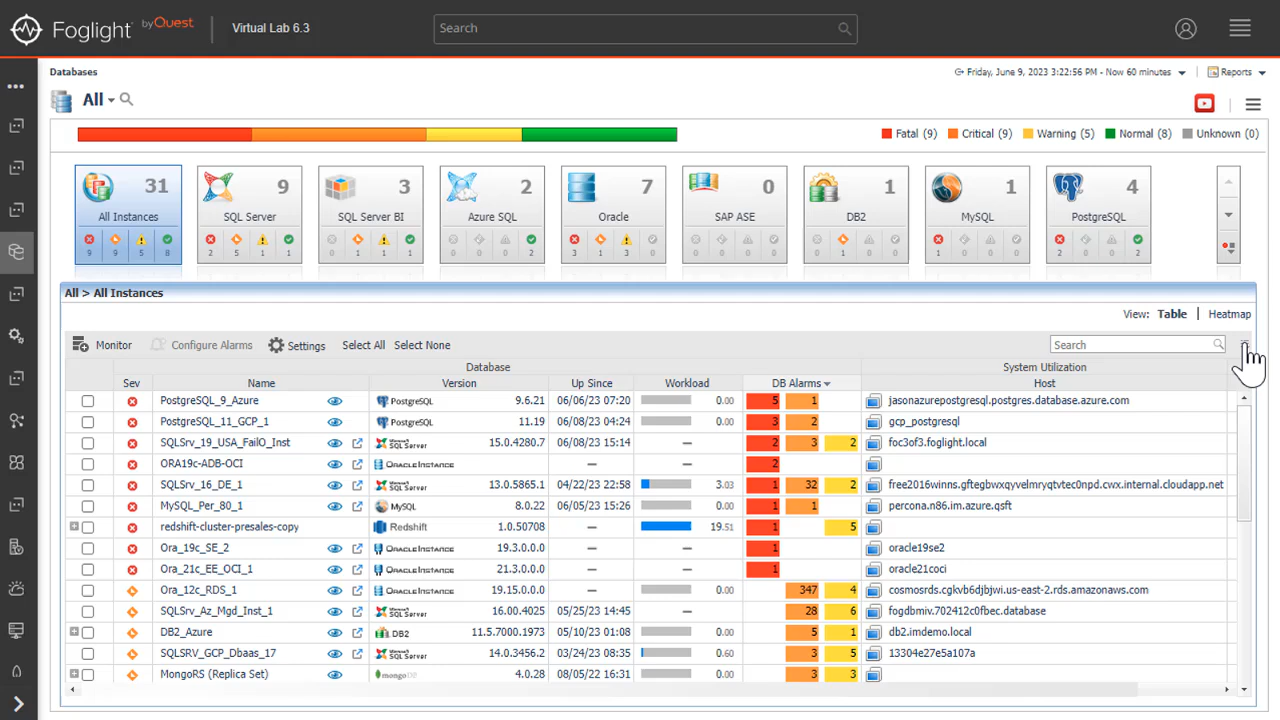 Foglight by Quest Virtual Lab 6.3 Search
Databases Friday, June 9, 2023 3:22:56 PM - Now 60 minutes Reports
All
Fatal (9) Critical (9) Warning (5) Normal (8) Unknown (0)
31 All Instances 9 9 5 8
9 SQL Server 2 5 1 1
3 SQL Server BI 0 1 1 1
2 Azure SQL 0 0 0 2
7 Oracle 3 1 3 0
0 SAP ASE 0 0 0 0
1 DB2 0 1 0 0
1 MySQL 1 0 0 0
4 PostgreSQL 2 0 0 2
All > All Instances
View: Table | Heatmap
Monitor Configure Alarms Settings Select All Select None Search
Database System Utilization
Sev Name Version Up Since Workload DB Alarms Host
PostgreSQL_9_Azure PostgreSQL 9.6.21 06/06/23 07:20 0.00 5 1 jasonazurepostgresql.postgres.database.azure.com
PostgreSQL_11_GCP_1 PostgreSQL 11.19 06/08/23 04:24 0.00 3 2 gcp_postgresql
SQLSrv_19_USA_FailO_Inst Microsoft SQL Server 15.0.4280.7 06/08/23 15:14 — 2 3 2 foc3of3.foglight.local
ORA19c-ADB-OCI ORACLE INSTANCE — — 2
SQLSrv_16_DE_1 Microsoft SQL Server 13.0.5865.1 04/22/23 22:58 3.03 1 32 2 free2016winns.gftegbwxqyvelmryqtvtec0npd.cwx.internal.cloudapp.net
MySQL_Per_80_1 MySQL 8.0.22 06/05/23 15:26 — 1 1 percona.n86.im.azure.qsft
redshift-cluster-presales-copy Redshift 1.0.50708 — 19.51 1 5
Ora_19c_SE_2 ORACLE INSTANCE 19.3.0.0.0 — — 1 oracle19se2
Ora_21c_EE_OCI_1 ORACLE INSTANCE 21.3.0.0.0 — — 1 oracle21coci
Ora_12c_RDS_1 ORACLE INSTANCE 19.15.0.0.0 — 0.00 347 4 cosmosrds.cgkvb6djbjwi.us-east-2.rds.amazonaws.com
SQLSrv_Az_Mgd_Inst_1 Microsoft SQL Server 16.00.4025 05/25/23 14:45 — 28 6 fogdbmiv.702412c0fbec.database
DB2_Azure DB2 11.5.7000.1973 05/10/23 01:08 0.00 5 1 db2.imdemo.local
SQLSRV_GCP_Dbaas_17 Microsoft SQL Server 14.0.3456.2 03/24/23 08:35 0.60 3 5 13304e27e5a107a
MongoRS (Replica Set) mongoDB 4.0.28 08/05/22 16:31 0.00 3 3